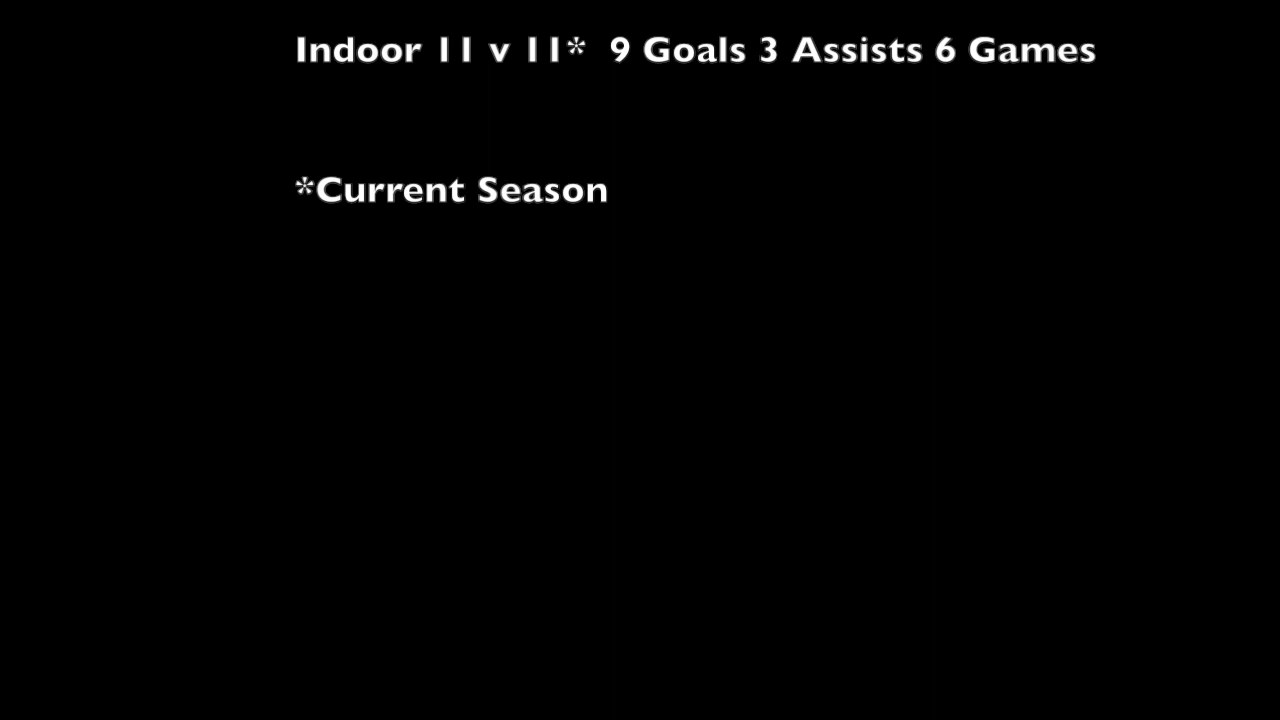 Indoor 11 v 11*  9 Goals 3 Assists 6 Games
*Current Season